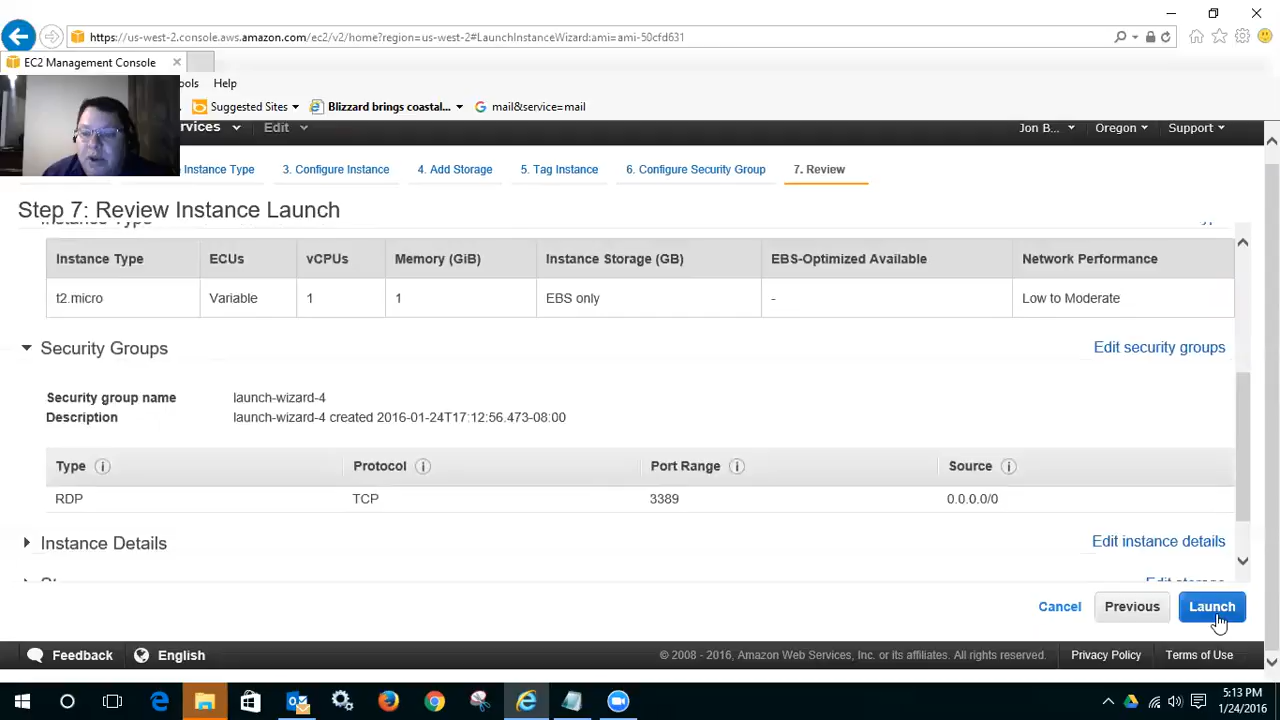 https://us-west-2.console.aws.amazon.com/ec2/v2/home?region=us-west-2#LaunchInstanceWizard:ami=ami-50cfd631
EC2 Management Console
ols Help
Suggested Sites Blizzard brings coastal... mail&service=mail
rvices Edit Jon B... Oregon Support
Instance Type 3. Configure Instance 4. Add Storage 5. Tag Instance 6. Configure Security Group 7. Review
Step 7: Review Instance Launch
Instance Type ECUs vCPUs Memory (GiB) Instance Storage (GB) EBS-Optimized Available Network Performance
t2.micro Variable 1 1 EBS only - Low to Moderate
Security Groups Edit security groups
Security group name launch-wizard-4
Description launch-wizard-4 created 2016-01-24T17:12:56.473-08:00
Type Protocol Port Range Source
RDP TCP 3389 0.0.0.0/0
Instance Details Edit instance details
Edit storage
Cancel Previous Launch
Feedback English © 2008 - 2016, Amazon Web Services, Inc. or its affiliates. All rights reserved. Privacy Policy Terms of Use
5:13 PM
1/24/2016